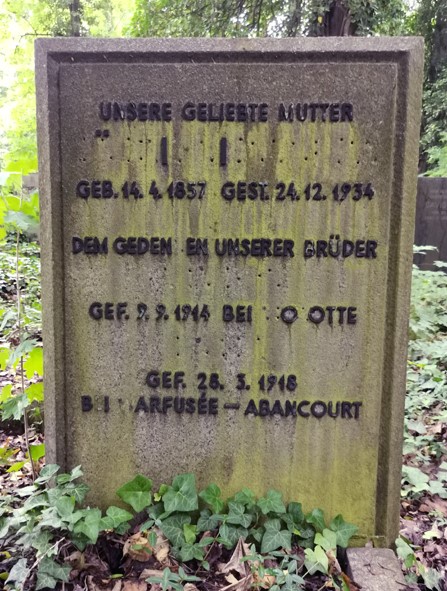 UNSERE GELIEBTE MUTTER
GEB. 14. 4. 1857 GEST. 24. 12. 1934
DEM GEDEN EN UNSERER BRÜDER
GEF. 9. 9. 1914 BEI O OTTE
GEF. 28. 3. 1918
B I ARFUSÉE – ABANCOURT